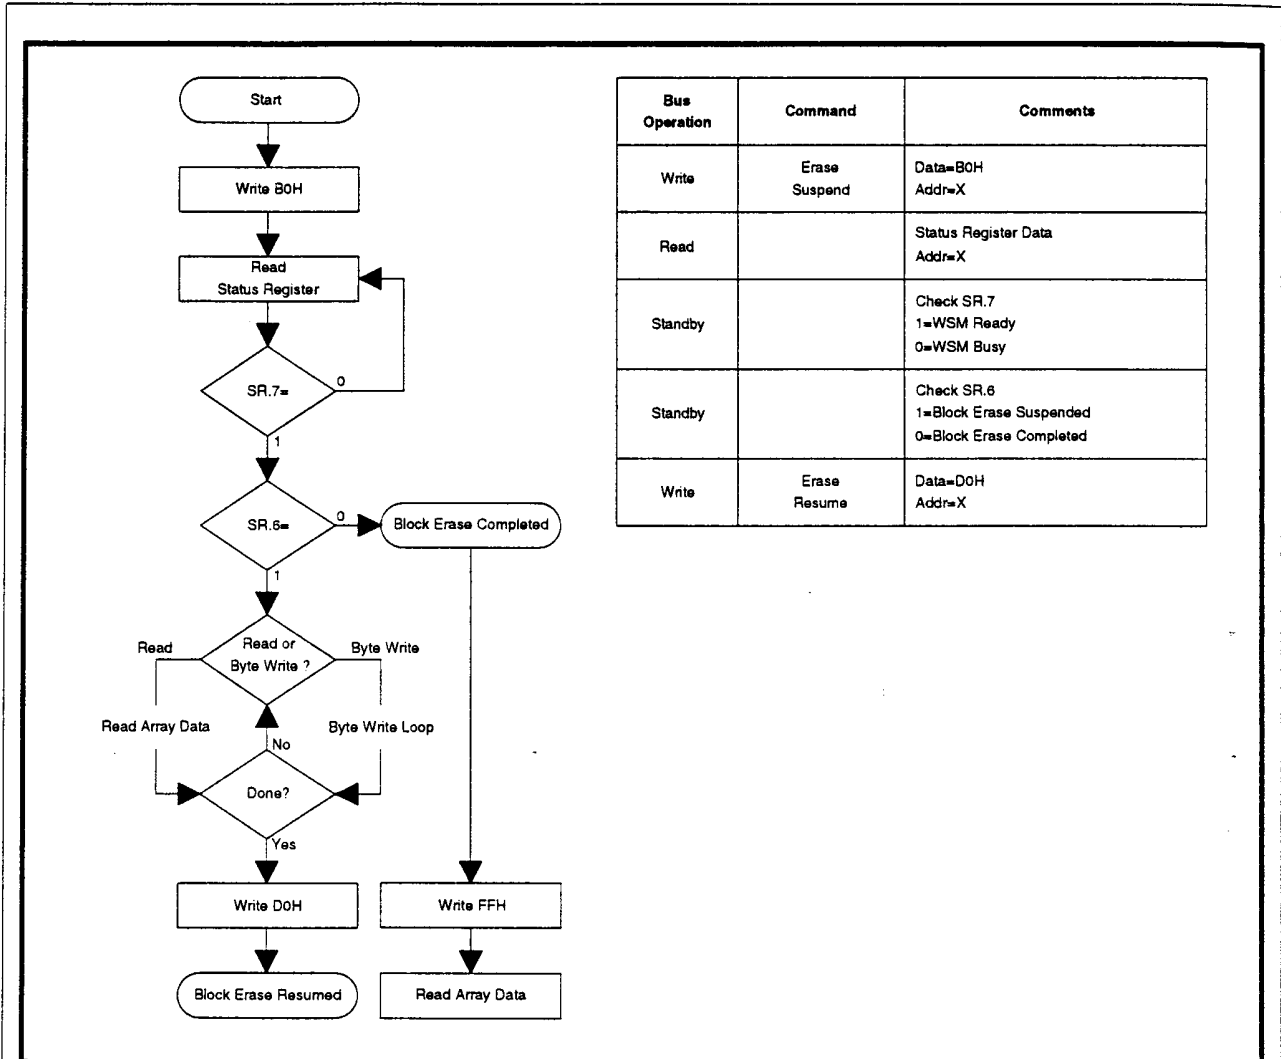 Start
Write B0H
Read
Status Register
SR.7=
0
1
SR.6=
0
Block Erase Completed
1
Read
Read or
Byte Write ?
Byte Write
Read Array Data
Byte Write Loop
No
Done?
Yes
Write D0H
Write FFH
Block Erase Resumed
Read Array Data
Bus
Operation
Command
Comments
Write
Erase
Suspend
Data=B0H
Addr=X
Read
Status Register Data
Addr=X
Standby
Check SR.7
1=WSM Ready
0=WSM Busy
Standby
Check SR.6
1=Block Erase Suspended
0=Block Erase Completed
Write
Erase
Resume
Data=D0H
Addr=X